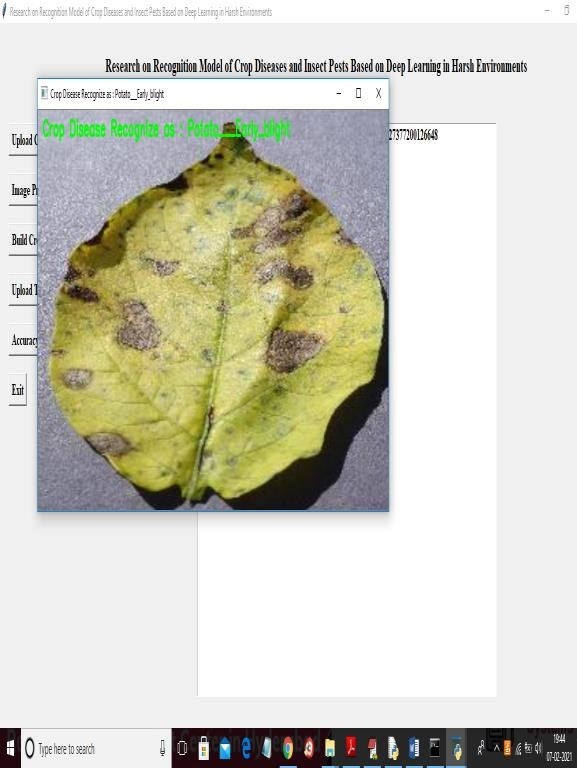 Research on Recognition Model of Crop Diseases and Insect Pests Based on Deep Learning in Harsh Environments
Research on Recognition Model of Crop Diseases and Insect Pests Based on Deep Learning in Harsh Environments
Crop Disease Recognize as : Potato___Early_blight
Crop Disease Recognize as : Potato___Early_blight
Upload C
27377200126648
Image P
Build Cr
Upload T
Accuracy
Exit
Type here to search
19:44
07-02-2021